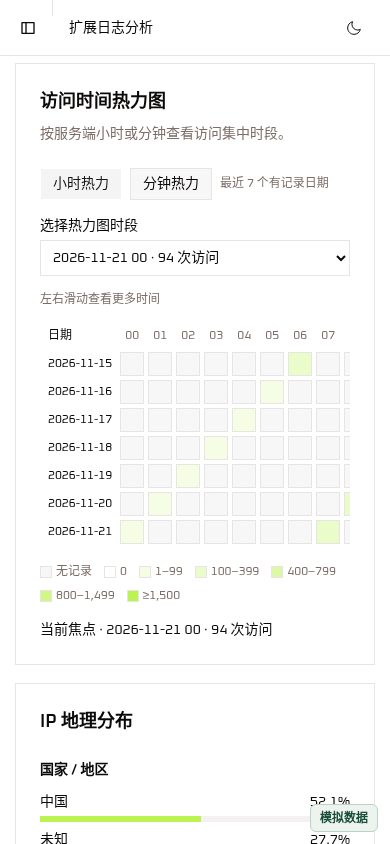 扩展日志分析
访问时间热力图
按服务端小时或分钟查看访问集中时段。
小时热力 分钟热力 最近 7 个有记录日期
选择热力图时段
2026-11-21 00 · 94 次访问
左右滑动查看更多时间
日期 00 01 02 03 04 05 06 07
2026-11-15
2026-11-16
2026-11-17
2026-11-18
2026-11-19
2026-11-20
2026-11-21
无记录 0 1–99 100–399 400–799
800–1,499 ≥1,500
当前焦点 · 2026-11-21 00 · 94 次访问
IP 地理分布
国家 / 地区
中国 52.1%
模拟数据
未知 27.7%